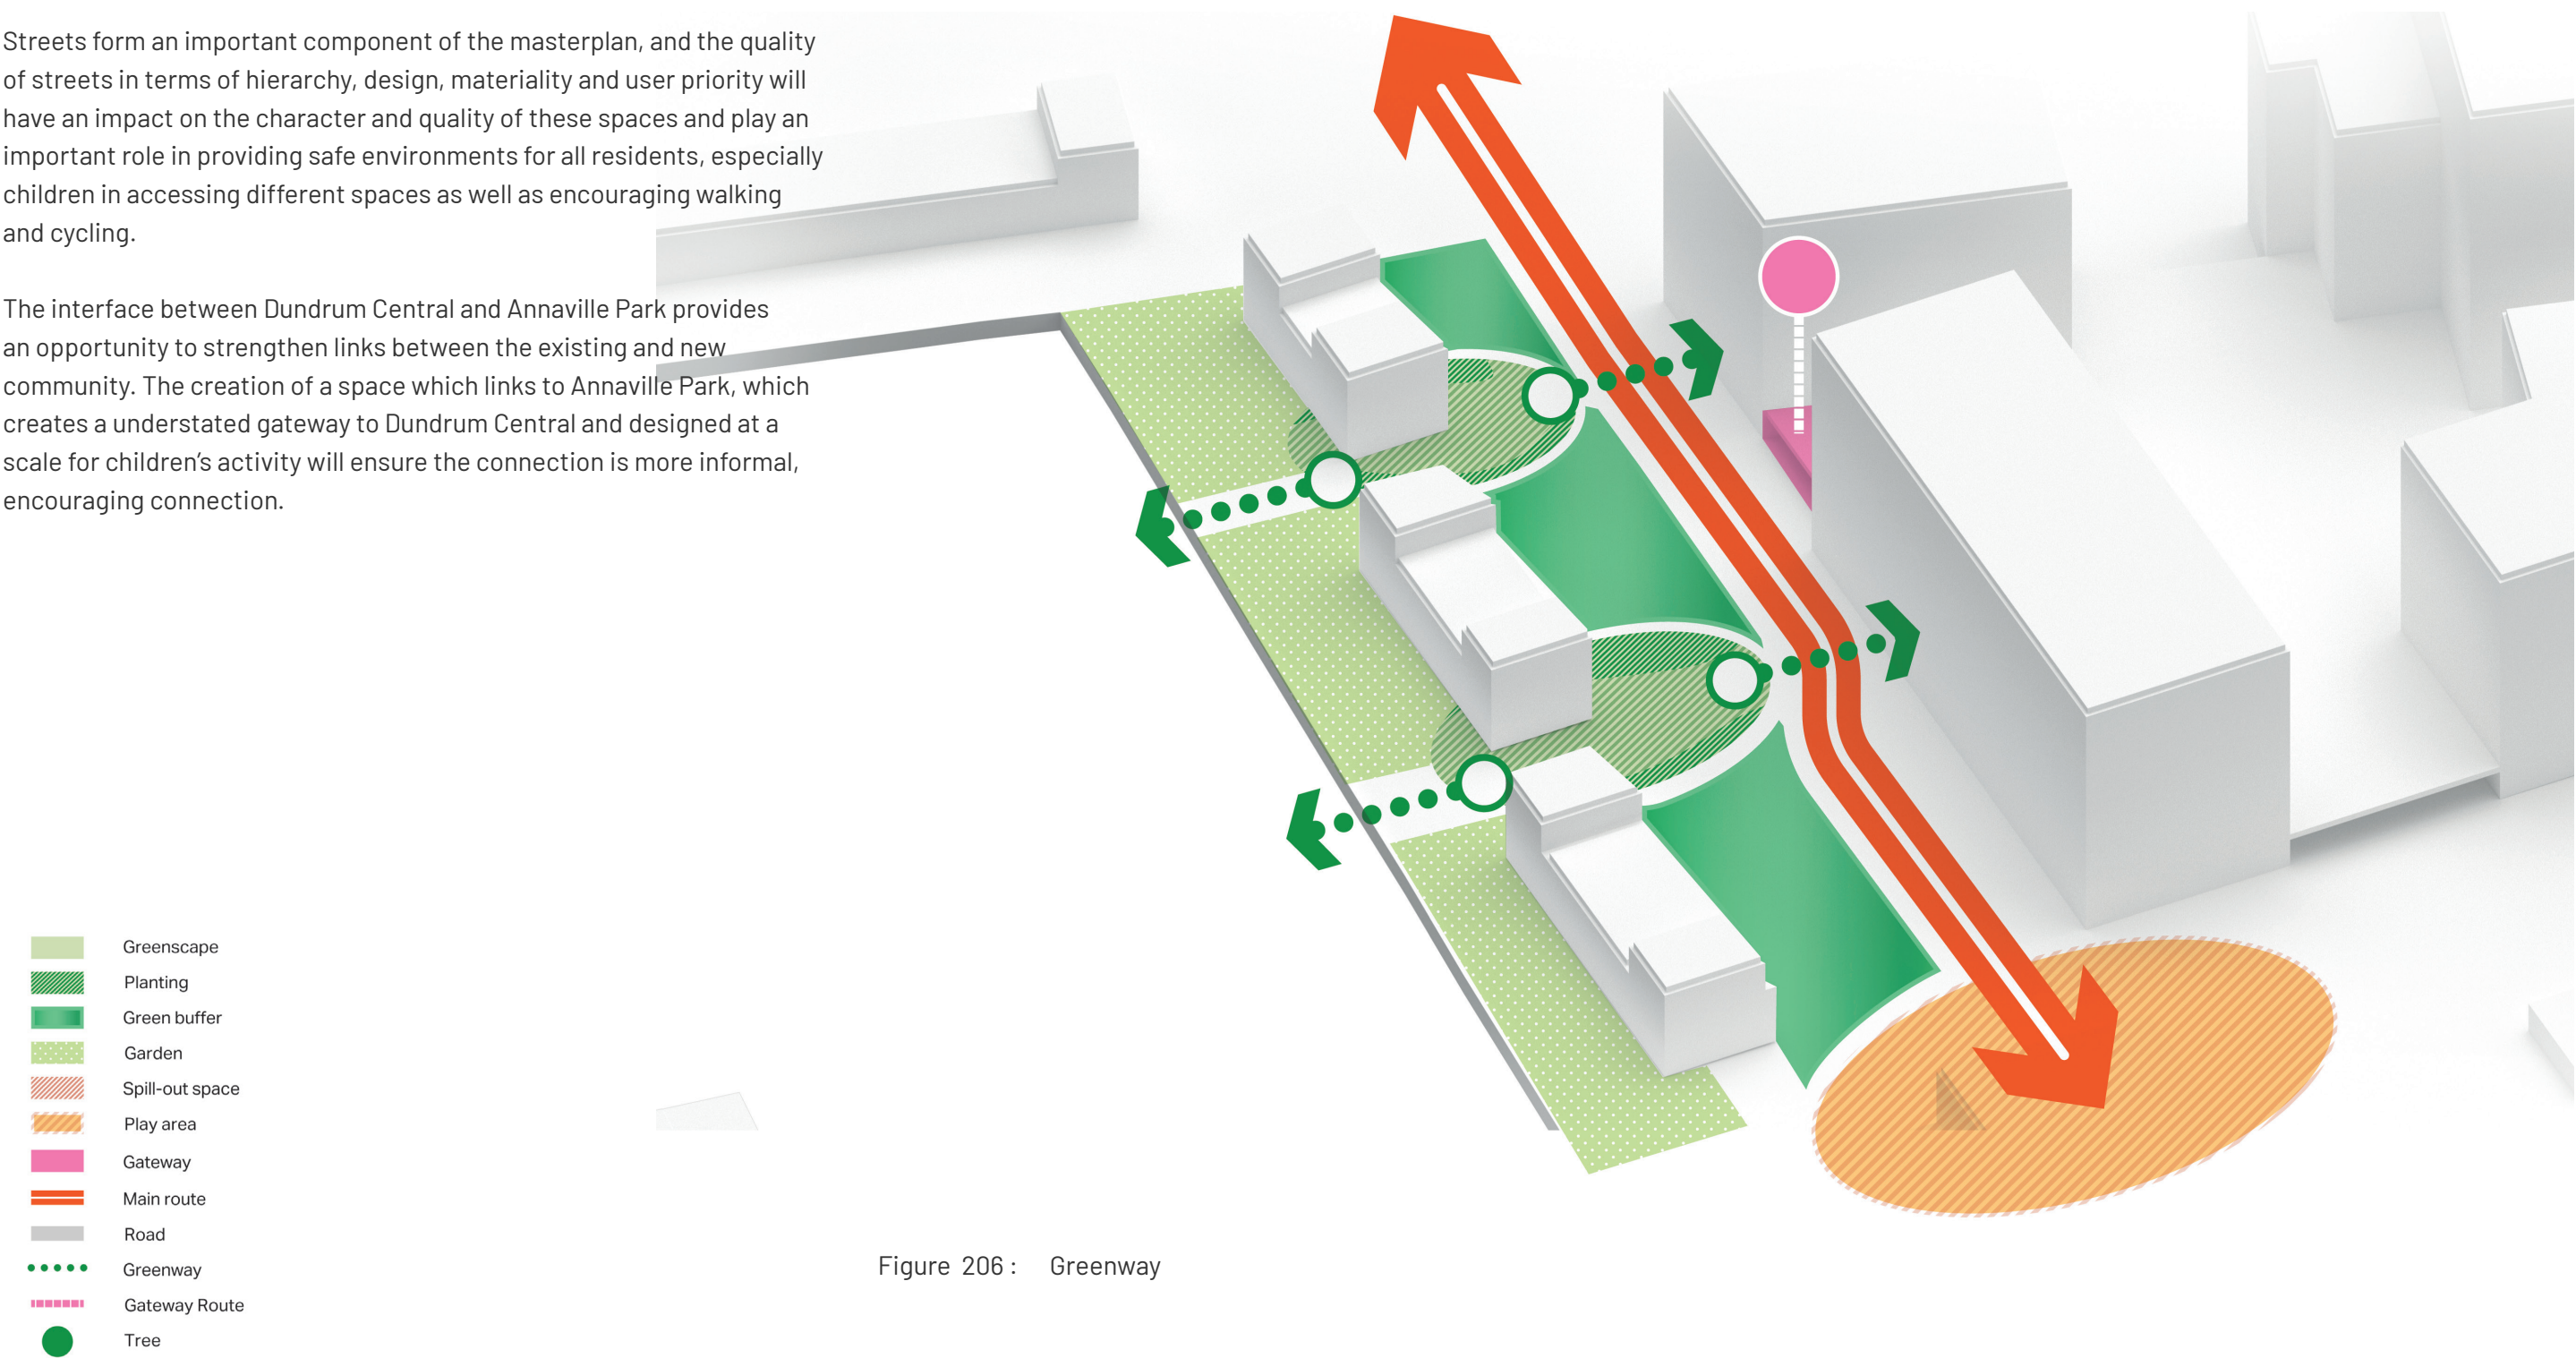 Streets form an important component of the masterplan, and the quality
of streets in terms of hierarchy, design, materiality and user priority will
have an impact on the character and quality of these spaces and play an
important role in providing safe environments for all residents, especially
children in accessing different spaces as well as encouraging walking
and cycling.
The interface between Dundrum Central and Annaville Park provides
an opportunity to strengthen links between the existing and new
community. The creation of a space which links to Annaville Park, which
creates a understated gateway to Dundrum Central and designed at a
scale for children’s activity will ensure the connection is more informal,
encouraging connection.
Greenscape
Planting
Green buffer
Garden
Spill-out space
Play area
Gateway
Main route
Road
Greenway
Gateway Route
Tree
Figure 206 : Greenway